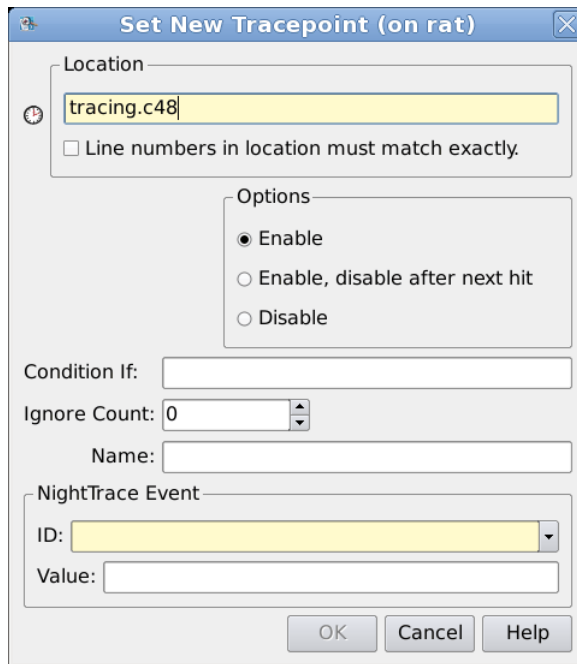 Set New Tracepoint (on rat)
Location
tracing.c48
Line numbers in location must match exactly.
Options
Enable
Enable, disable after next hit
Disable
Condition If:
Ignore Count: 0
Name:
NightTrace Event
ID:
Value:
OK Cancel Help